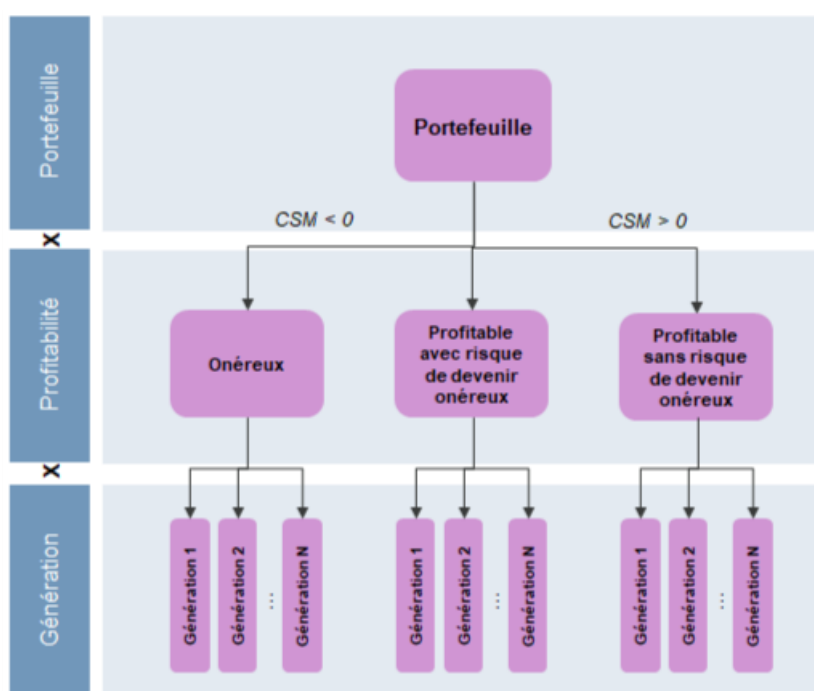 Portefeuille
Portefeuille
CSM < 0
CSM > 0
X
Profitabilité
Onéreux
Profitable
avec risque
de devenir
onéreux
Profitable
sans risque
de devenir
onéreux
X
Génération
Génération 1
Génération 2
...
Génération N
Génération 1
Génération 2
...
Génération N
Génération 1
Génération 2
...
Génération N